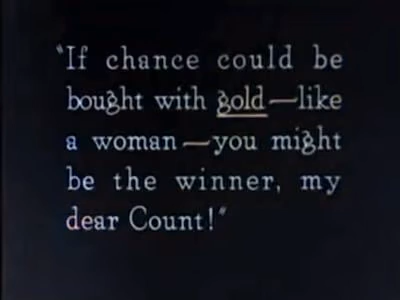 "If chance could be
bought with gold—like
a woman—you might
be the winner, my
dear Count!"